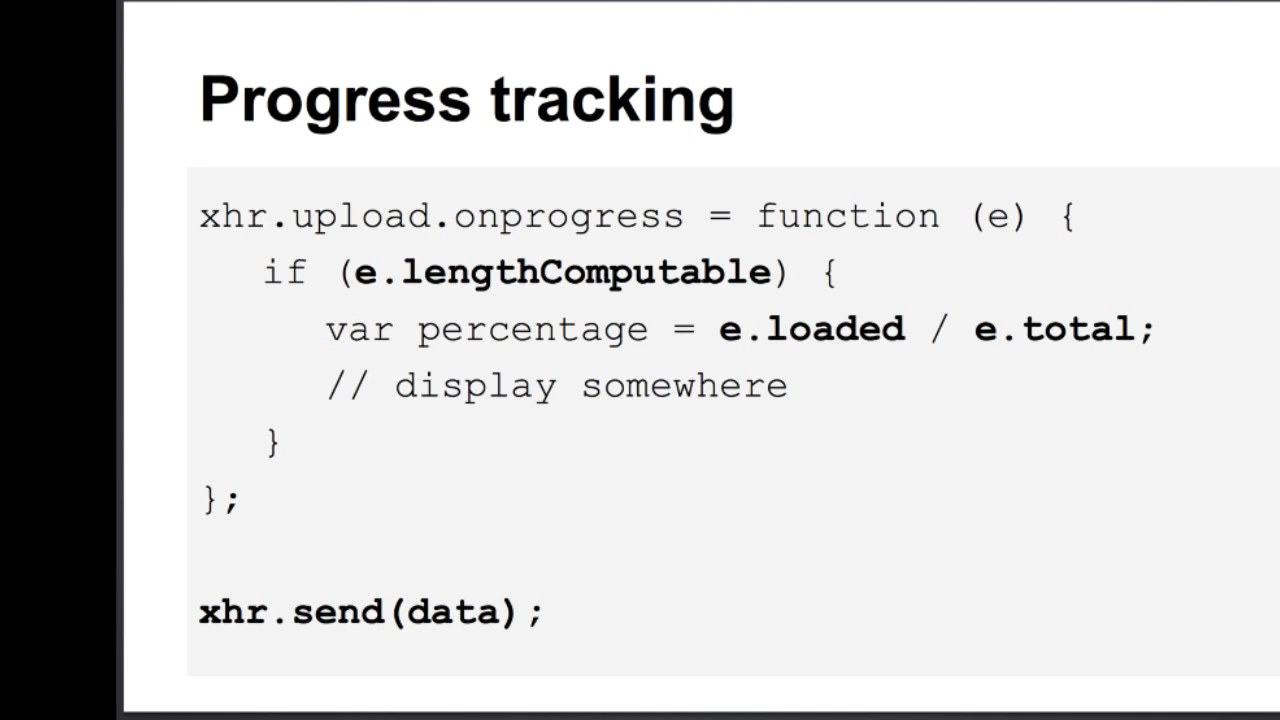 Progress tracking
xhr.upload.onprogress = function (e) {
if (e.lengthComputable) {
var percentage = e.loaded / e.total;
// display somewhere
}
};
xhr.send(data);